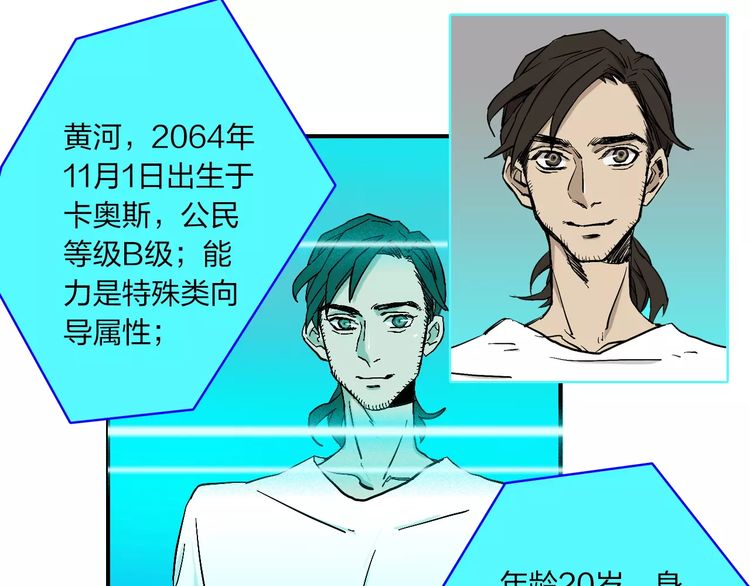 黄河，2064年
11月1日出生于
卡奥斯，公民
等级B级；能
力是特殊类向
导属性；
年龄20岁，身